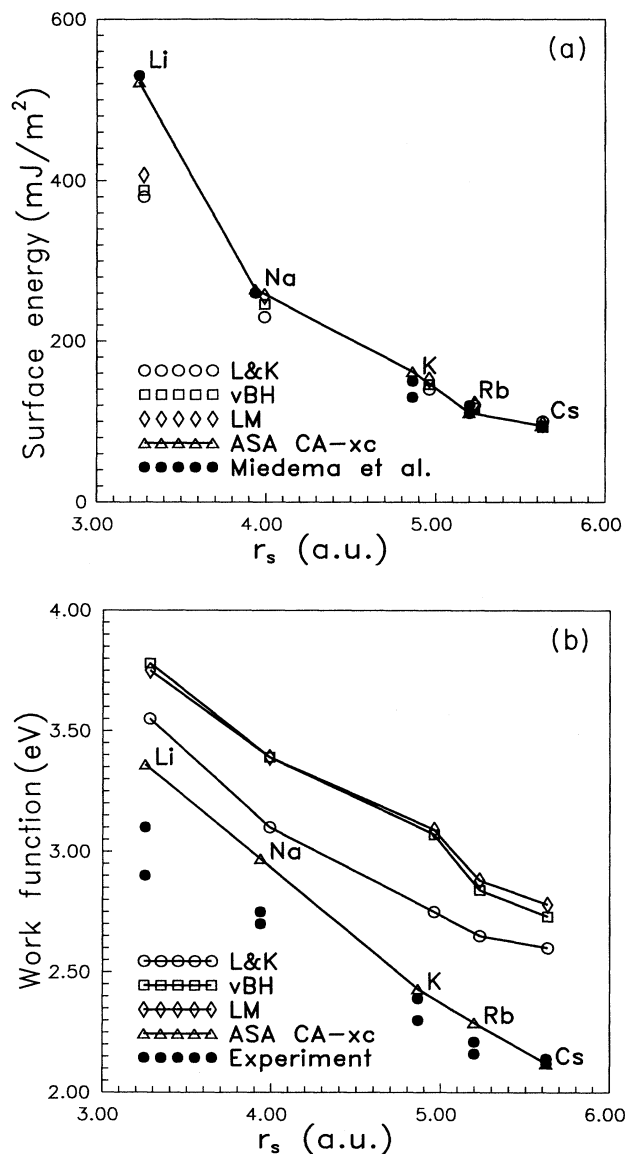 (a)
Li
Na
K
Rb
Cs
L&K
vBH
LM
ASA CA-xc
Miedema et al.
Surface energy (mJ/m²)
600
400
200
0
3.00 4.00 5.00 6.00
r_s (a.u.)
(b)
Li
Na
K
Rb
Cs
L&K
vBH
LM
ASA CA-xc
Experiment
Work function (eV)
4.00
3.50
3.00
2.50
2.00
3.00 4.00 5.00 6.00
r_s (a.u.)